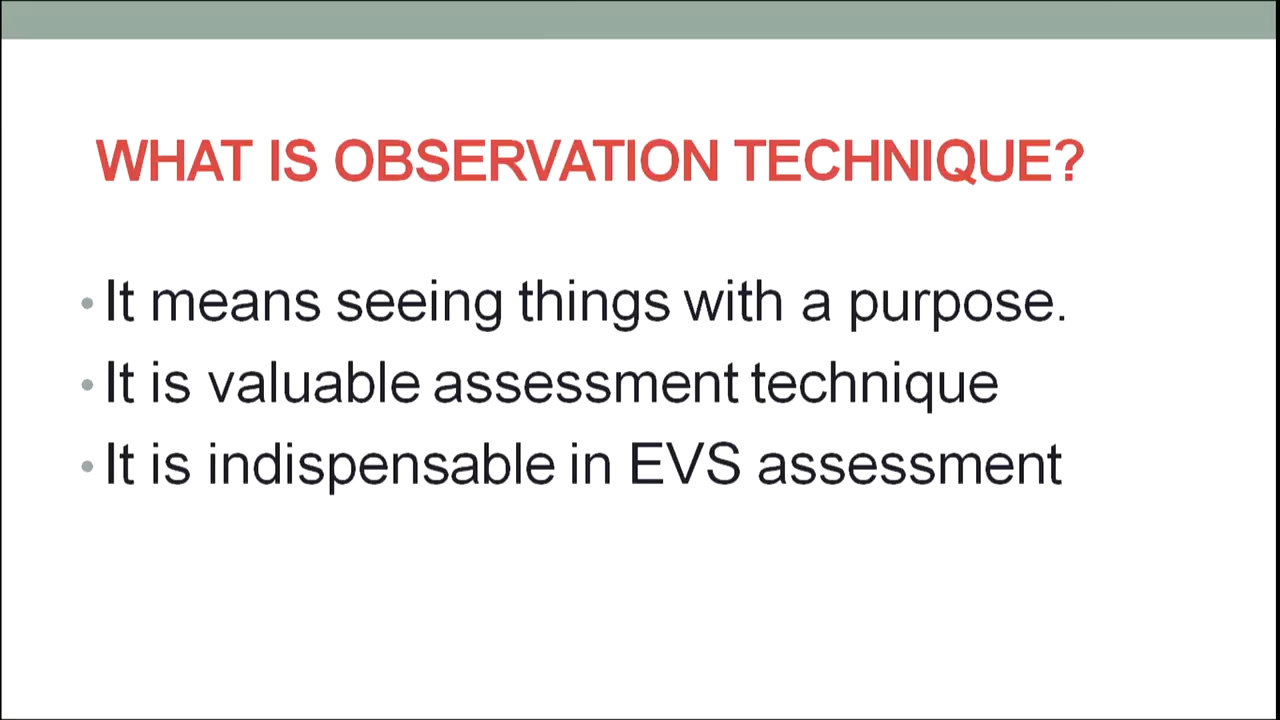 WHAT IS OBSERVATION TECHNIQUE?
• It means seeing things with a purpose.
• It is valuable assessment technique
• It is indispensable in EVS assessment